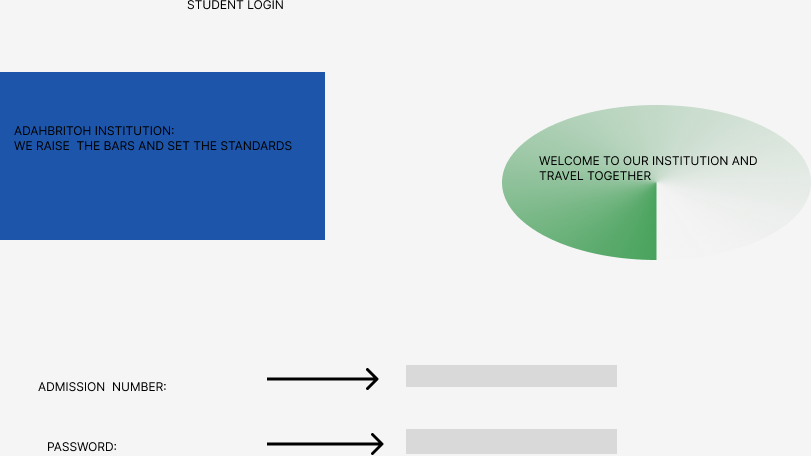 STUDENT LOGIN
ADAHBRITOH INSTITUTION:
WE RAISE  THE BARS AND SET THE STANDARDS
WELCOME TO OUR INSTITUTION AND
TRAVEL TOGETHER
ADMISSION  NUMBER:
PASSWORD: